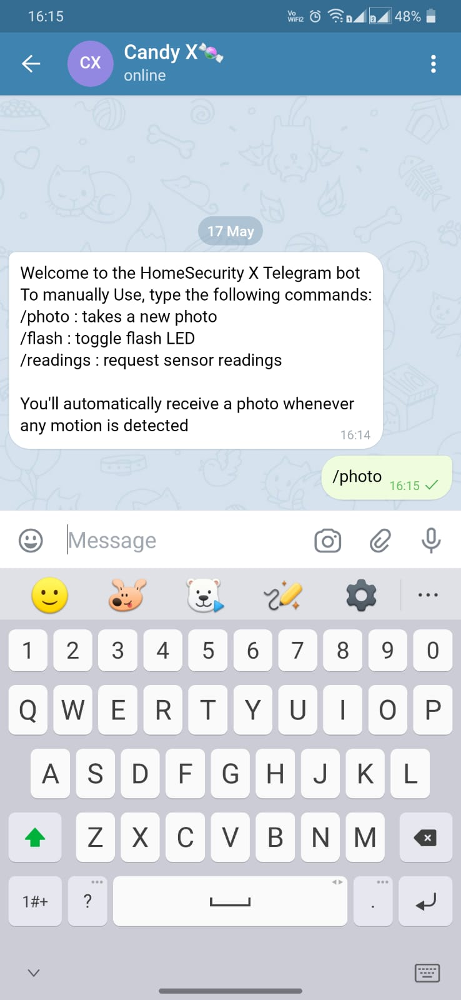 16:15
Vo WiFi2 1 2 48%
CX
Candy X🍬
online
17 May
Welcome to the HomeSecurity X Telegram bot
To manually Use, type the following commands:
/photo : takes a new photo
/flash : toggle flash LED
/readings : request sensor readings
You'll automatically receive a photo whenever
any motion is detected
16:14
/photo 16:15
Message
1 2 3 4 5 6 7 8 9 0
Q W E R T Y U I O P
A S D F G H J K L
Z X C V B N M
1#+ ? .